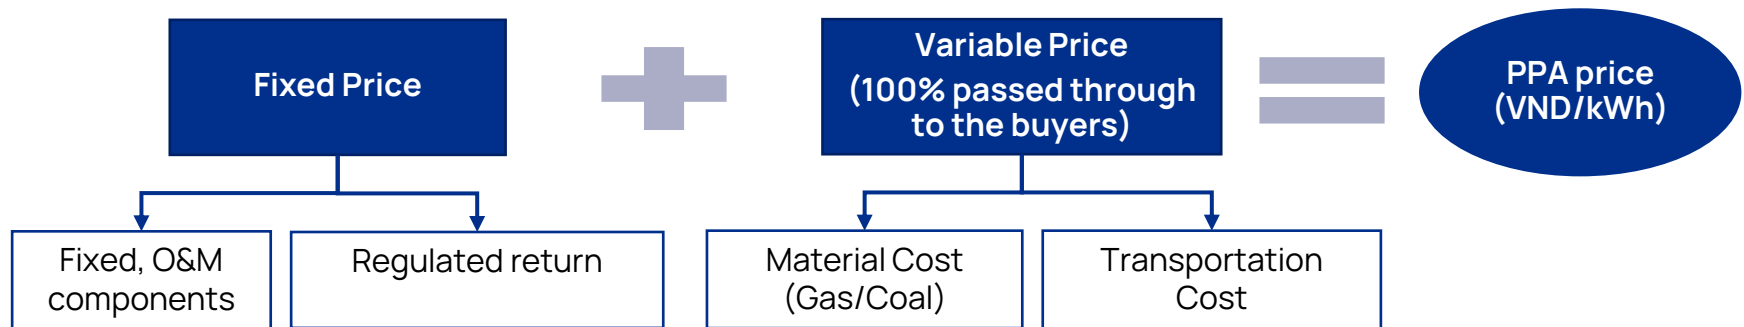 Fixed Price
Variable Price
(100% passed through
to the buyers)
PPA price
(VND/kWh)
Fixed, O&M
components
Regulated return
Material Cost
(Gas/Coal)
Transportation
Cost